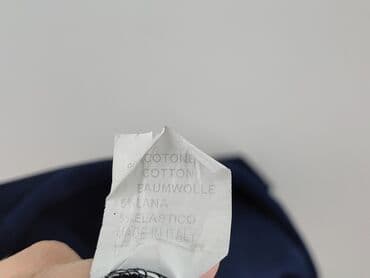 COTONE
COTTON
BAUMWOLLE
LANA
ELASTICO
MADE IN ITALY